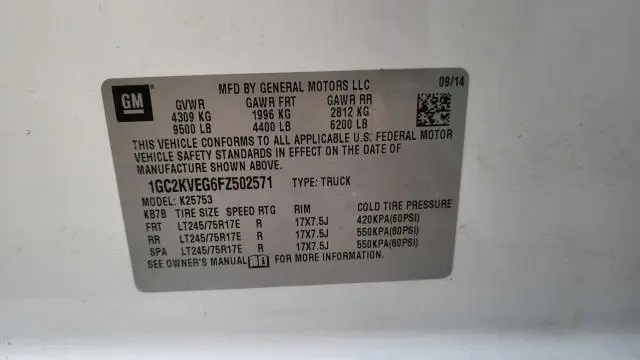 GM
MFD BY GENERAL MOTORS LLC 09/14
GVWR GAWR FRT GAWR RR
4309 KG 1996 KG 2812 KG
9500 LB 4400 LB 6200 LB
THIS VEHICLE CONFORMS TO ALL APPLICABLE U.S. FEDERAL MOTOR
VEHICLE SAFETY STANDARDS IN EFFECT ON THE DATE OF
MANUFACTURE SHOWN ABOVE.
1GC2KVEG6FZ502571 TYPE: TRUCK
MODEL: K25753
KB7B TIRE SIZE SPEED RTG RIM COLD TIRE PRESSURE
FRT LT245/75R17E R 17X7.5J 420KPA(60PSI)
RR LT245/75R17E R 17X7.5J 550KPA(80PSI)
SPA LT245/75R17E R 17X7.5J 550KPA(80PSI)
SEE OWNER'S MANUAL FOR MORE INFORMATION.